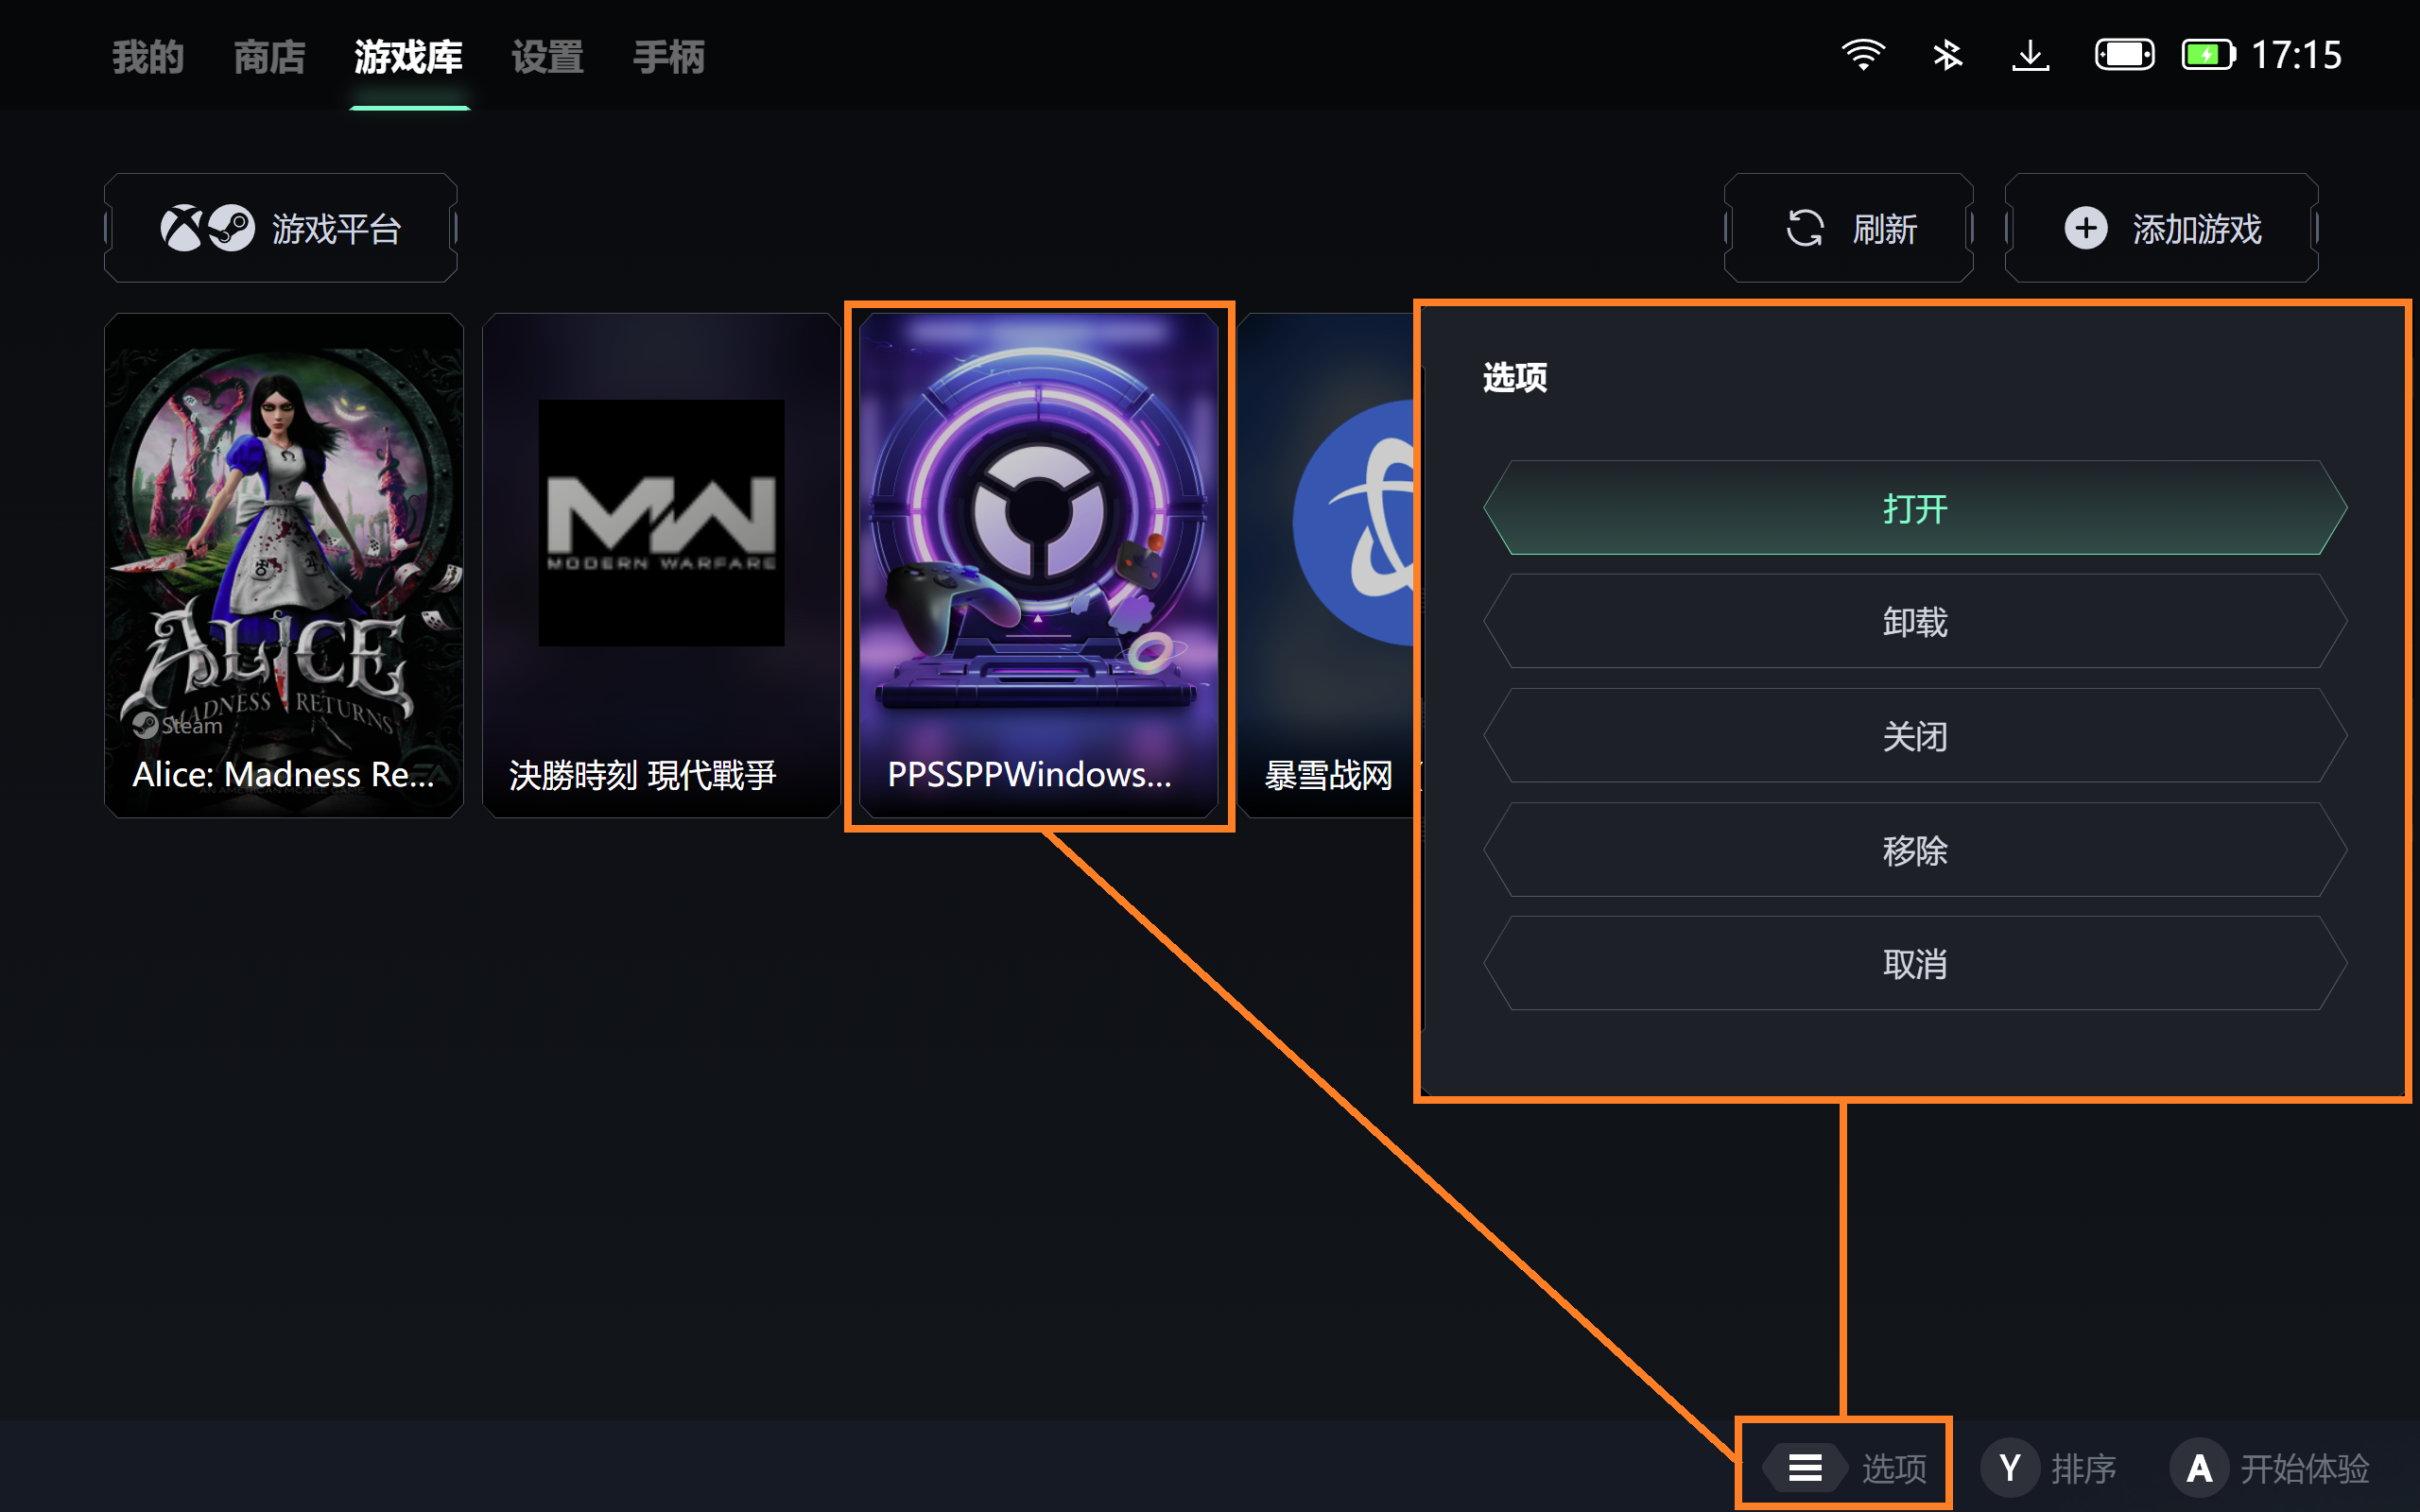 我的 商店 游戏库 设置 手柄 17:15
游戏平台 刷新 添加游戏
ALICE
MADNESS RETURNS
Steam
Alice: Madness Re...
MW
MODERN WARFARE
決勝時刻 現代戰爭
PPSSPPWindows...
暴雪战网
选项
打开
卸载
关闭
移除
取消
选项 Y 排序 A 开始体验